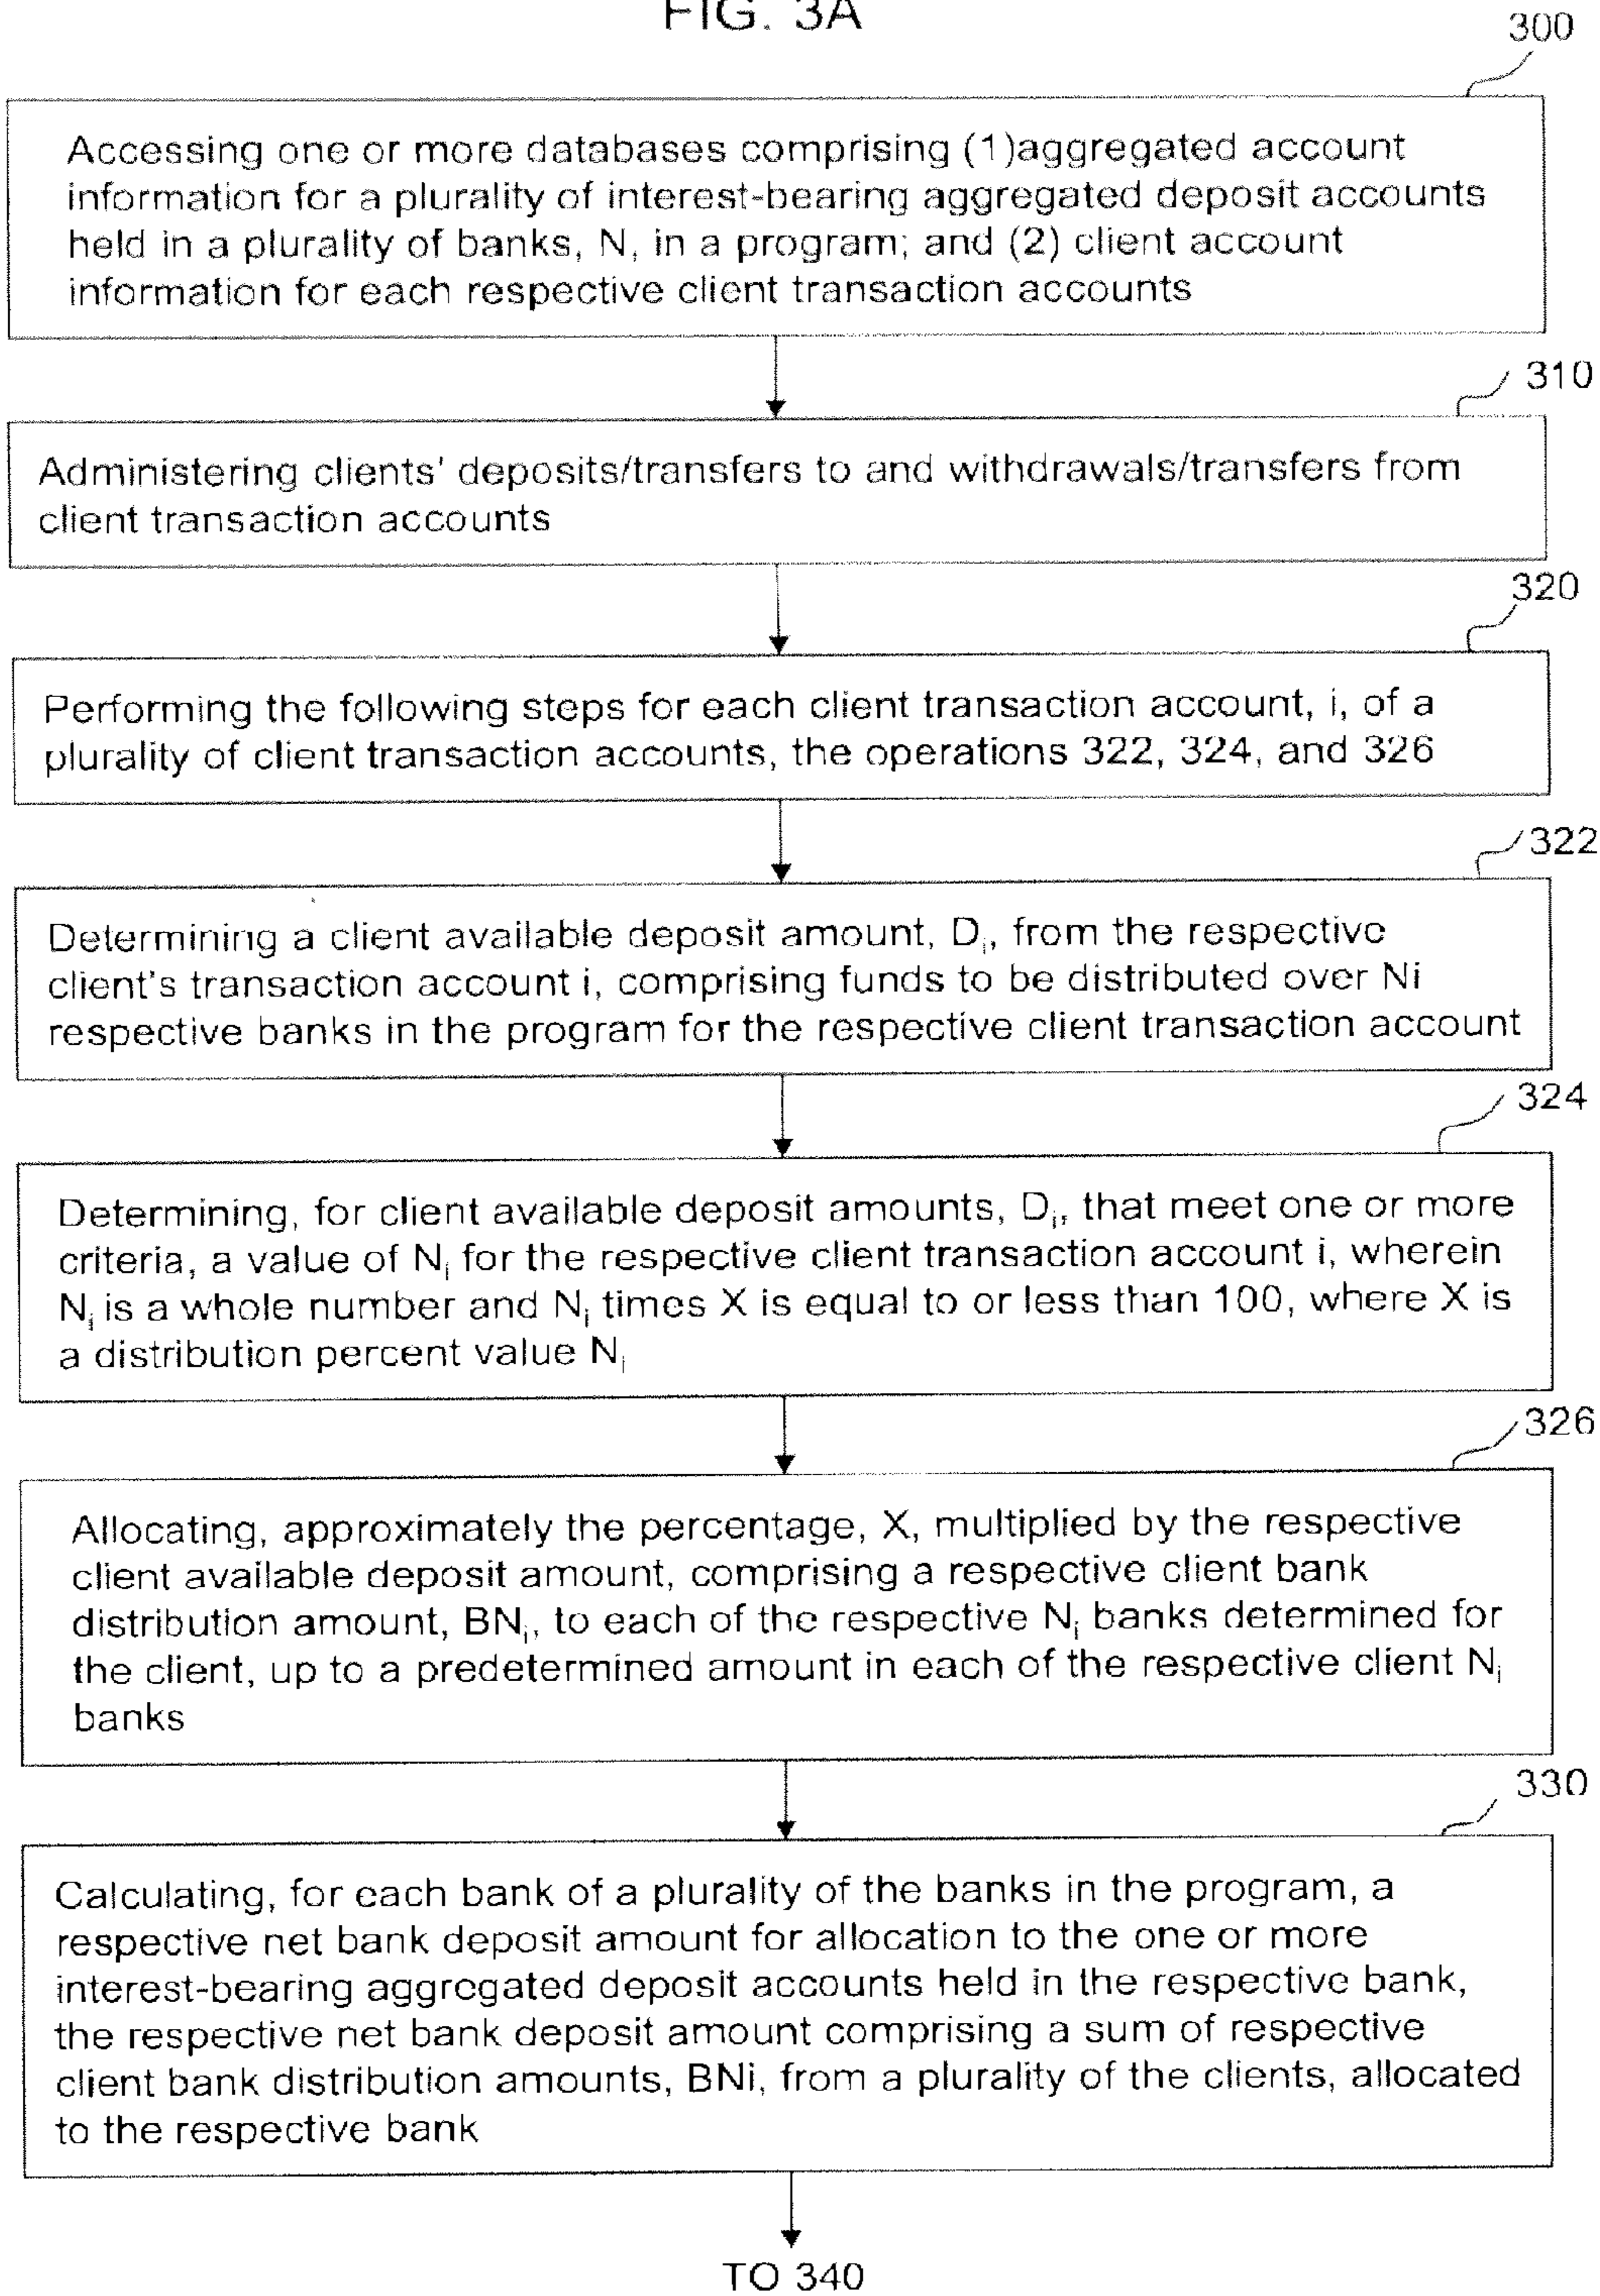 FIG. 3A
300
Accessing one or more databases comprising (1)aggregated account
information for a plurality of interest-bearing aggregated deposit accounts
held in a plurality of banks, N, in a program; and (2) client account
information for each respective client transaction accounts
310
Administering clients' deposits/transfers to and withdrawals/transfers from
client transaction accounts
320
Performing the following steps for each client transaction account, i, of a
plurality of client transaction accounts, the operations 322, 324, and 326
322
Determining a client available deposit amount, Di, from the respective
client's transaction account i, comprising funds to be distributed over Ni
respective banks in the program for the respective client transaction account
324
Determining, for client available deposit amounts, Di, that meet one or more
criteria, a value of Ni for the respective client transaction account i, wherein
Ni is a whole number and Ni times X is equal to or less than 100, where X is
a distribution percent value Ni
326
Allocating, approximately the percentage, X, multiplied by the respective
client available deposit amount, comprising a respective client bank
distribution amount, BNi, to each of the respective Ni banks determined for
the client, up to a predetermined amount in each of the respective client Ni
banks
330
Calculating, for each bank of a plurality of the banks in the program, a
respective net bank deposit amount for allocation to the one or more
interest-bearing aggregated deposit accounts held in the respective bank,
the respective net bank deposit amount comprising a sum of respective
client bank distribution amounts, BNi, from a plurality of the clients, allocated
to the respective bank
TO 340